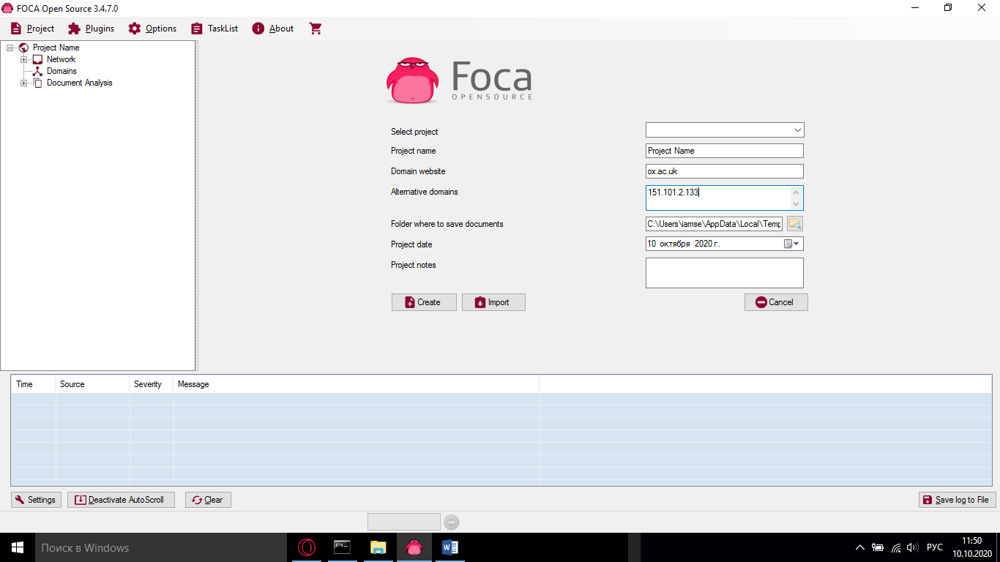 FOCA Open Source 3.4.7.0
Project Plugins Options TaskList About
Project Name
Network
Domains
Document Analysis
Foca
OPENSOURCE
Select project
Project name Project Name
Domain website ox.ac.uk
Alternative domains 151.101.2.133
Folder where to save documents C:\Users\iamse\AppData\Local\Temp
Project date 10 октября 2020 г.
Project notes
Create Import Cancel
Time Source Severity Message
Settings Deactivate AutoScroll Clear Save log to File
Поиск в Windows
РУС
11:50
10.10.2020